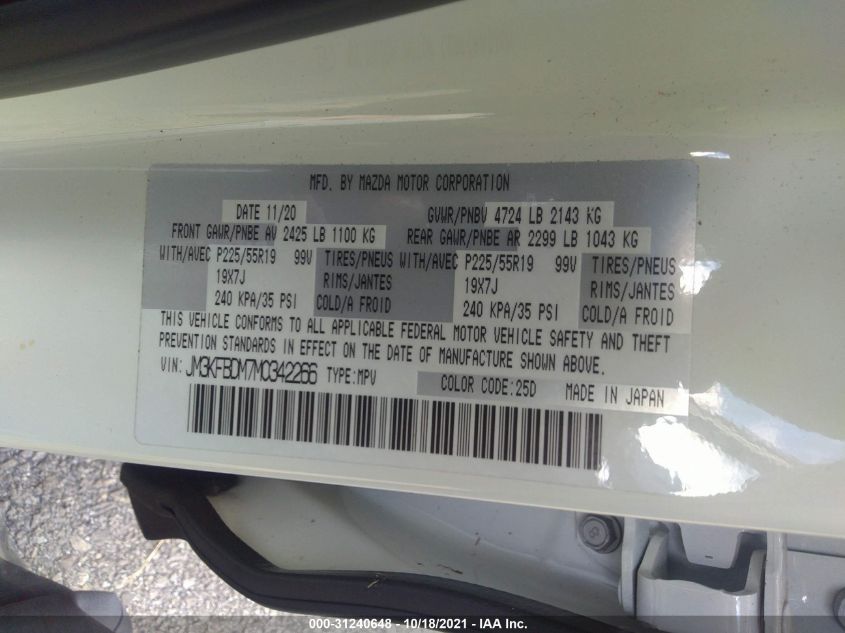 MFD. BY MAZDA MOTOR CORPORATION
DATE 11/20 GVWR/PNBV 4724 LB 2143 KG
FRONT GAWR/PNBE AV 2425 LB 1100 KG REAR GAWR/PNBE AR 2299 LB 1043 KG
WITH/AVEC P225/55R19 99V TIRES/PNEUS WITH/AVEC P225/55R19 99V TIRES/PNEUS
19X7J RIMS/JANTES 19X7J RIMS/JANTES
240 KPA/35 PSI COLD/A FROID 240 KPA/35 PSI COLD/A FROID
THIS VEHICLE CONFORMS TO ALL APPLICABLE FEDERAL MOTOR VEHICLE SAFETY AND THEFT
PREVENTION STANDARDS IN EFFECT ON THE DATE OF MANUFACTURE SHOWN ABOVE.
VIN: JM3KFBDM7M0342266 TYPE:MPV COLOR CODE:25D MADE IN JAPAN
000-31240648 - 10/18/2021 - IAA Inc.